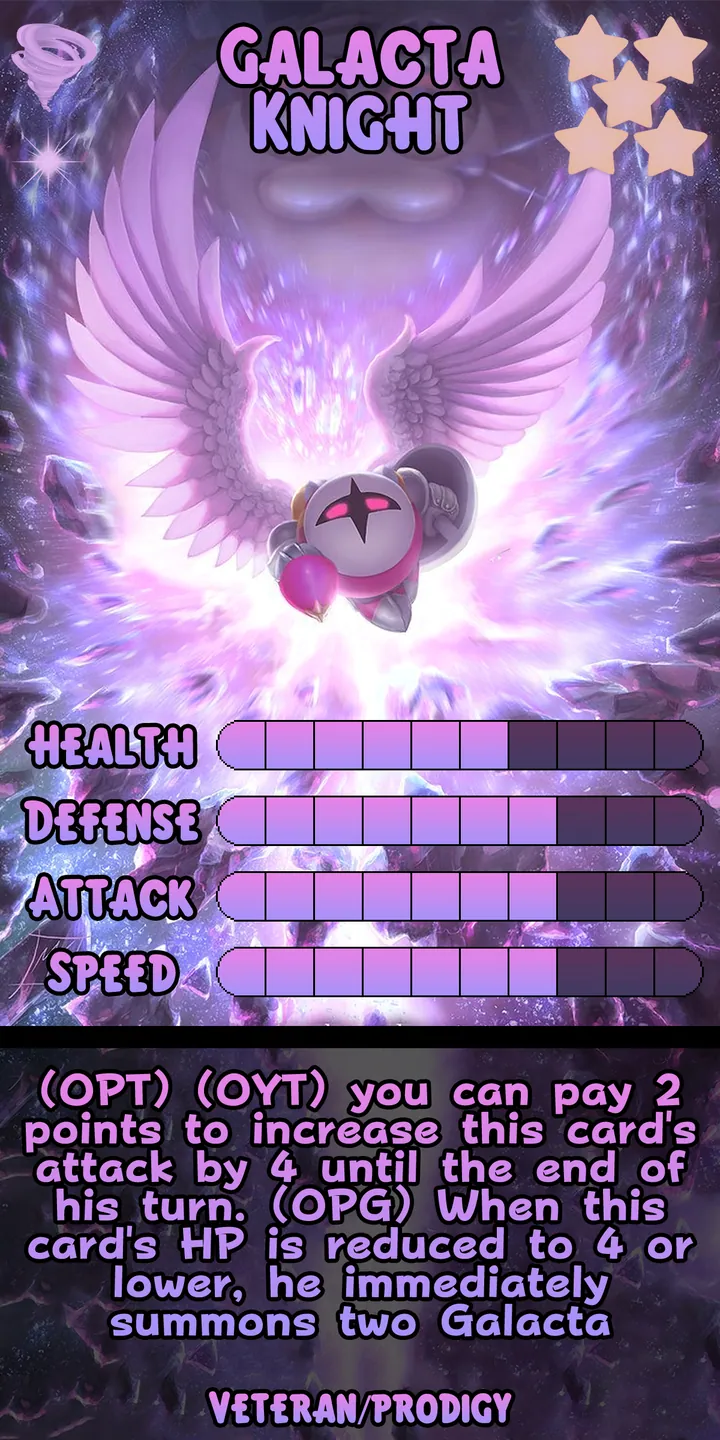 GALACTA
KNIGHT
HEALTH
DEFENSE
ATTACK
SPEED
(OPT) (OYT) you can pay 2
points to increase this card's
attack by 4 until the end of
his turn. (OPG) When this
card's HP is reduced to 4 or
lower, he immediately
summons two Galacta
VETERAN/PRODIGY